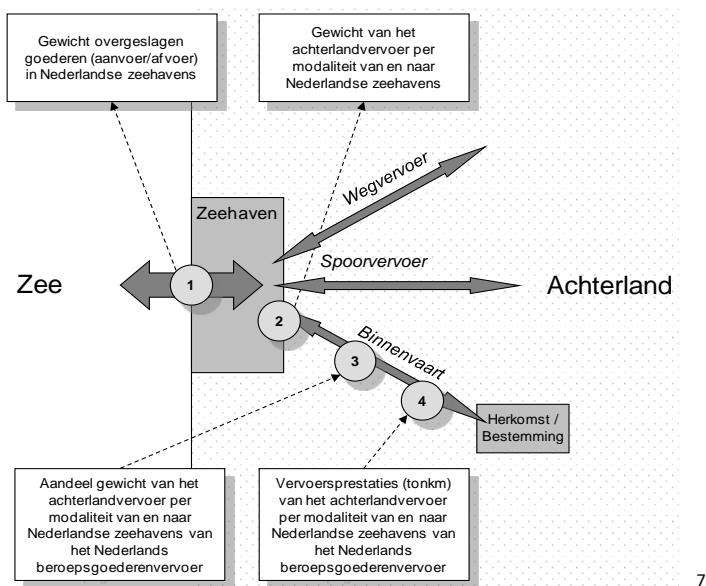 Gewicht overgeslagen
goederen (aanvoer/afvoer)
in Nederlandse zeehavens
Gewicht van het
achterlandvervoer per
modaliteit van en naar
Nederlandse zeehavens
Wegvervoer
Zeehaven
Spoorvervoer
Zee
1
Achterland
2
Binnenvaart
3
4
Herkomst /
Bestemming
Aandeel gewicht van het
achterlandvervoer per
modaliteit van en naar
Nederlandse zeehavens van
het Nederlands
beroepsgoederenvervoer
Vervoersprestaties (tonkm)
van het achterlandvervoer
per modaliteit van en naar
Nederlandse zeehavens van
het Nederlands
beroepsgoederenvervoer
7